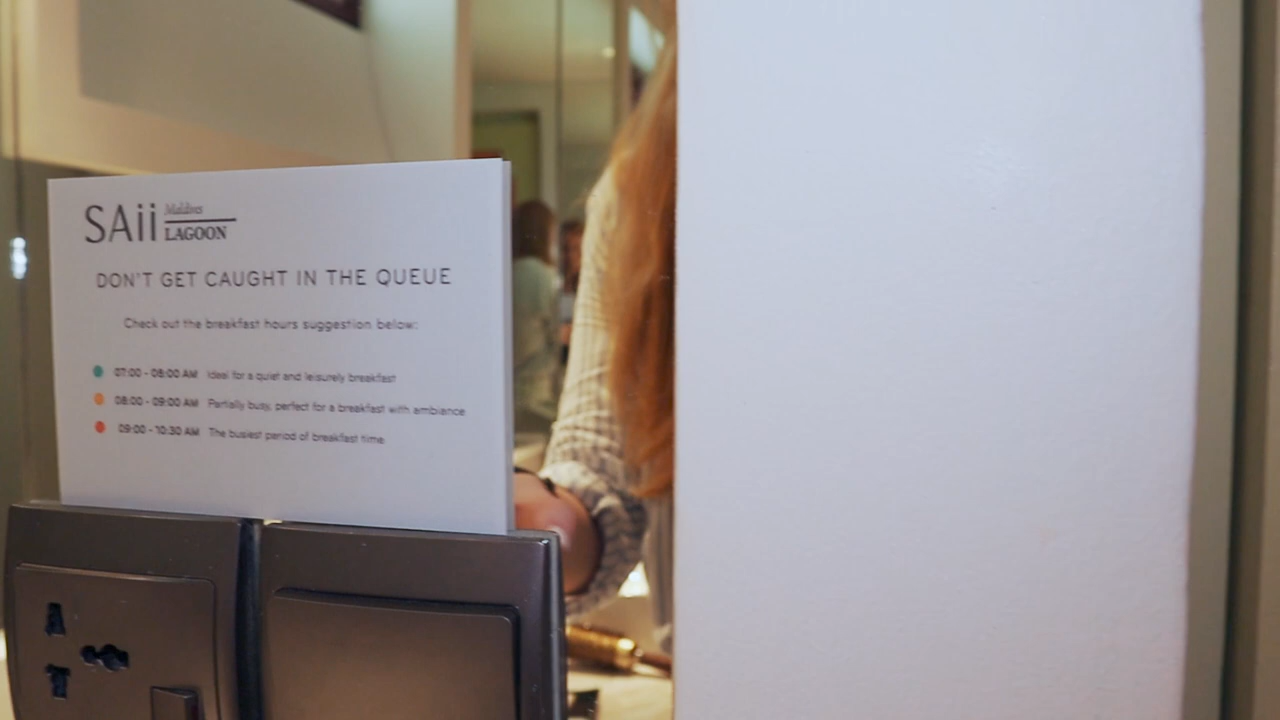 SAii Maldives
LAGOON
DON'T GET CAUGHT IN THE QUEUE
Check out the breakfast hours suggestion below:
07:00 - 08:00 AM Ideal for a quiet and leisurely breakfast
08:00 - 09:00 AM Partially busy, perfect for a breakfast with ambiance
09:00 - 10:30 AM The busiest period of breakfast time